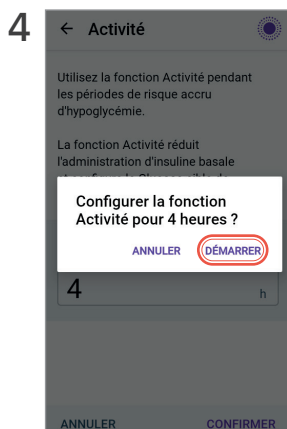 4
← Activité
Utilisez la fonction Activité pendant
les périodes de risque accru
d'hypoglycémie.
La fonction Activité réduit
l'administration d'insuline basale
Configurer la fonction
Activité pour 4 heures ?
ANNULER DÉMARRER
4 h
ANNULER CONFIRMER